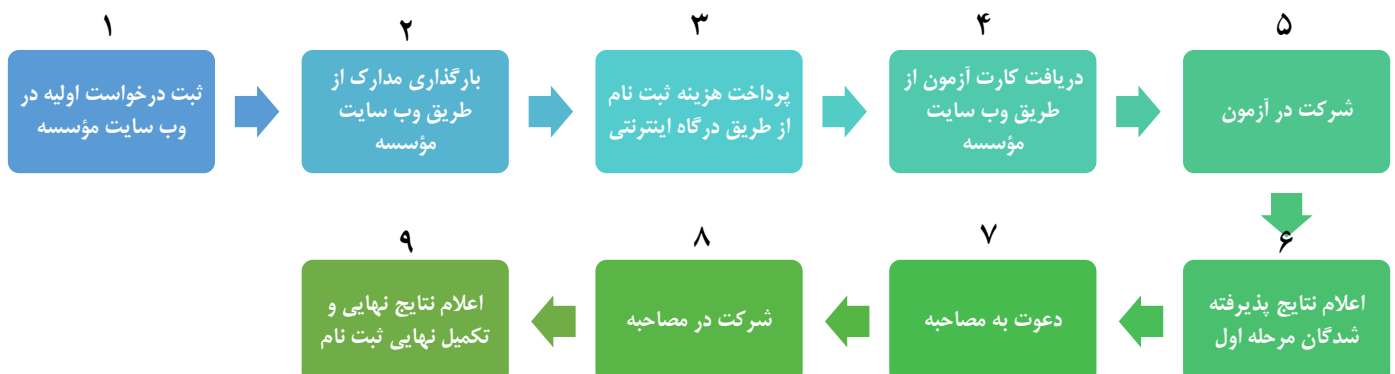 ۱
ثبت درخواست اولیه در
وب سایت مؤسسه
۲
بارگذاری مدارک از
طریق وب سایت
مؤسسه
۳
پرداخت هزینه ثبت نام
از طریق درگاه اینترنتی
۴
دریافت کارت آزمون از
طریق وب سایت
مؤسسه
۵
شرکت در آزمون
۶
اعلام نتایج پذیرفته
شدگان مرحله اول
۷
دعوت به مصاحبه
۸
شرکت در مصاحبه
۹
اعلام نتایج نهایی و
تکمیل نهایی ثبت نام